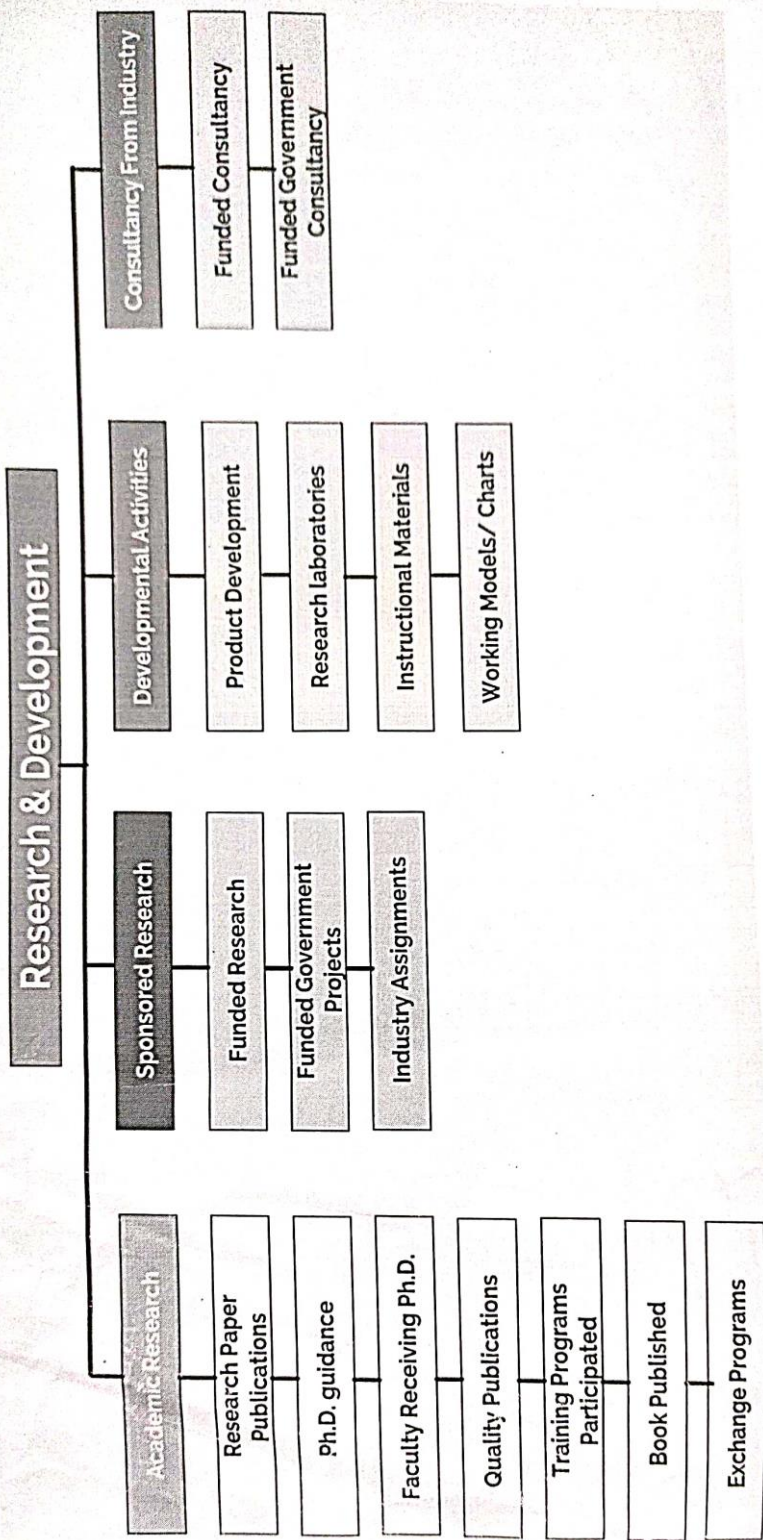 Research & Development
Academic Research
Research Paper
Publications
Ph.D. guidance
Faculty Receiving Ph.D.
Quality Publications
Training Programs
Participated
Book Published
Exchange Programs
Sponsored Research
Funded Research
Funded Government
Projects
Industry Assignments
Developmental Activities
Product Development
Research laboratories
Instructional Materials
Working Models/ Charts
Consultancy From Industry
Funded Consultancy
Funded Government
Consultancy